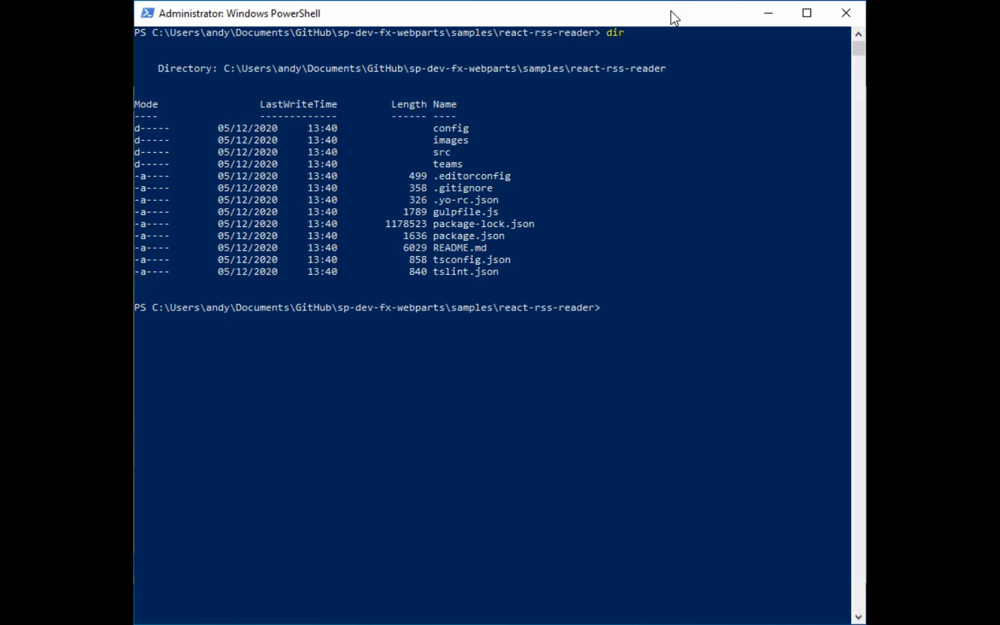 Administrator: Windows PowerShell
PS C:\Users\andy\Documents\GitHub\sp-dev-fx-webparts\samples\react-rss-reader> dir
Directory: C:\Users\andy\Documents\GitHub\sp-dev-fx-webparts\samples\react-rss-reader
Mode LastWriteTime Length Name
---- ------------- ------ ----
d----- 05/12/2020 13:40 config
d----- 05/12/2020 13:40 images
d----- 05/12/2020 13:40 src
d----- 05/12/2020 13:40 teams
-a---- 05/12/2020 13:40 499 .editorconfig
-a---- 05/12/2020 13:40 358 .gitignore
-a---- 05/12/2020 13:40 326 .yo-rc.json
-a---- 05/12/2020 13:40 1789 gulpfile.js
-a---- 05/12/2020 13:40 1178523 package-lock.json
-a---- 05/12/2020 13:40 1636 package.json
-a---- 05/12/2020 13:40 6029 README.md
-a---- 05/12/2020 13:40 858 tsconfig.json
-a---- 05/12/2020 13:40 840 tslint.json
PS C:\Users\andy\Documents\GitHub\sp-dev-fx-webparts\samples\react-rss-reader>